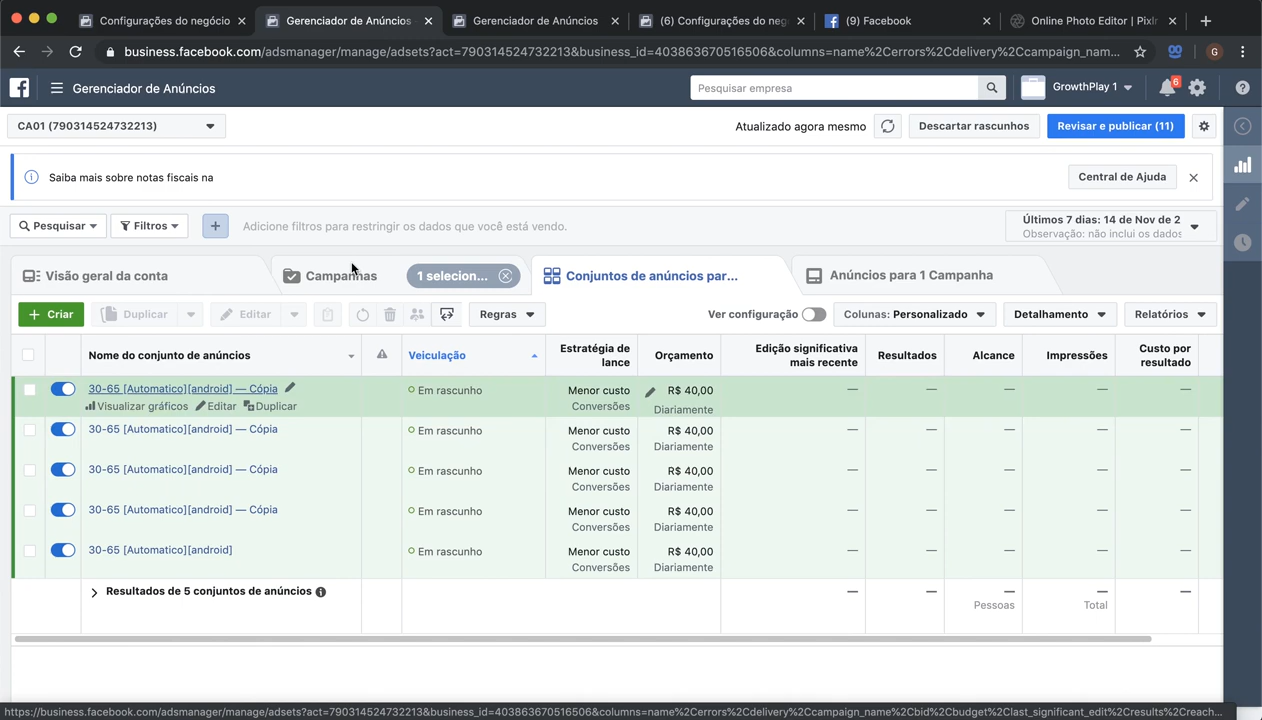 Configurações do negócio
Gerenciador de Anúncios
Gerenciador de Anúncios
(6) Configurações do neg
(9) Facebook
Online Photo Editor | Pixlr
business.facebook.com/adsmanager/manage/adsets?act=790314524732213&business_id=403863670516506&columns=name%2Cerrors%2Cdelivery%2Ccampaign_nam...
G
Gerenciador de Anúncios
Pesquisar empresa
GrowthPlay 1
6
CA01 (790314524732213)
Atualizado agora mesmo
Descartar rascunhos
Revisar e publicar (11)
Saiba mais sobre notas fiscais na
Central de Ajuda
Pesquisar
Filtros
Adicione filtros para restringir os dados que você está vendo.
Últimos 7 dias: 14 de Nov de 2
Observação: não inclui os dados
Visão geral da conta
Campanhas
1 selecion...
Conjuntos de anúncios par...
Anúncios para 1 Campanha
+ Criar
Duplicar
Editar
Regras
Ver configuração
Colunas: Personalizado
Detalhamento
Relatórios
Nome do conjunto de anúncios
Veiculação
Estratégia de lance
Orçamento
Edição significativa mais recente
Resultados
Alcance
Impressões
Custo por resultado
30-65 [Automatico][android] — Cópia
Em rascunho
Menor custo
R$ 40,00
— — — — —
Visualizar gráficos
Editar
Duplicar
Conversões
Diariamente
30-65 [Automatico][android] — Cópia
Em rascunho
Menor custo
R$ 40,00
— — — — —
Conversões
Diariamente
30-65 [Automatico][android] — Cópia
Em rascunho
Menor custo
R$ 40,00
— — — — —
Conversões
Diariamente
30-65 [Automatico][android] — Cópia
Em rascunho
Menor custo
R$ 40,00
— — — — —
Conversões
Diariamente
30-65 [Automatico][android]
Em rascunho
Menor custo
R$ 40,00
— — — — —
Conversões
Diariamente
Resultados de 5 conjuntos de anúncios
— — — — —
Pessoas
Total
https://business.facebook.com/adsmanager/manage/adsets?act=790314524732213&business_id=403863670516506&columns=name%2Cerrors%2Cdelivery%2Ccampaign_name%2Cbid%2Cbudget%2Clast_significant_edit%2Cresults%2Creach...